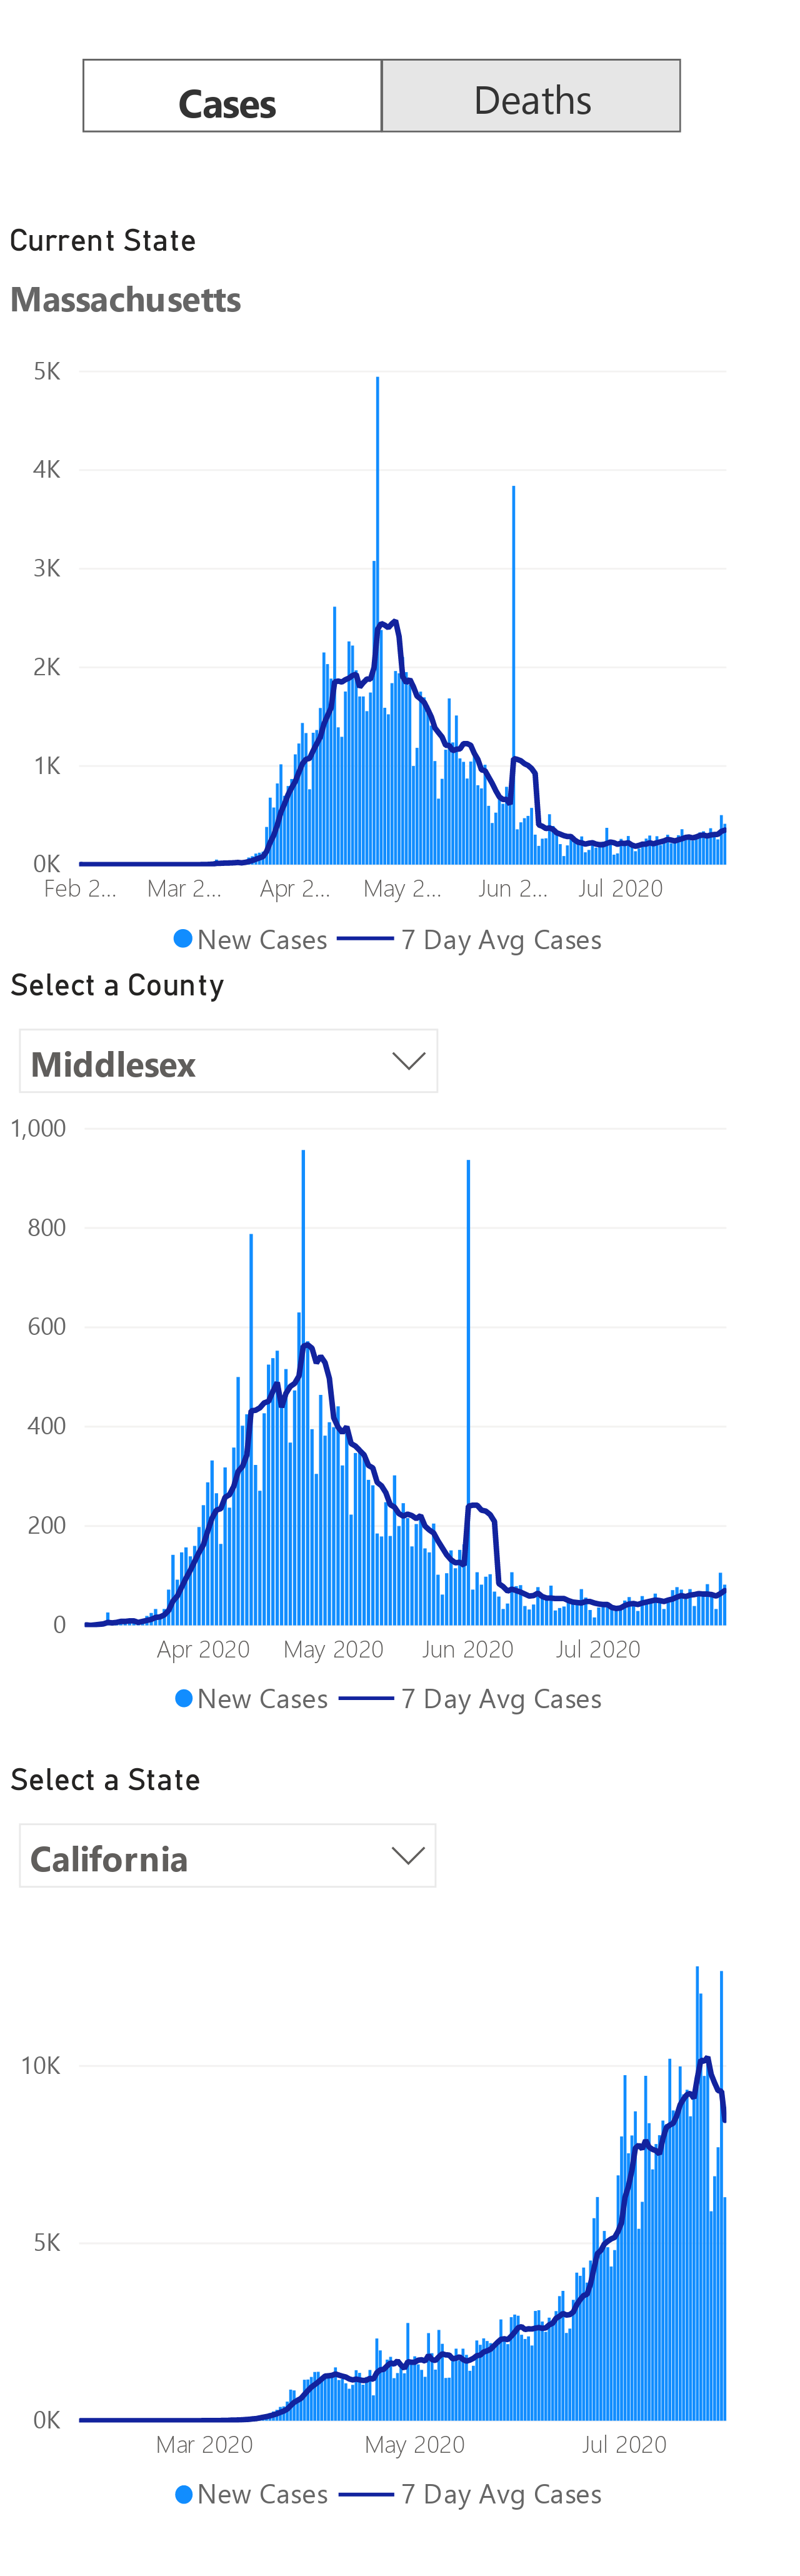 Cases Deaths
Current State
Massachusetts
5K
4K
3K
2K
1K
0K
Feb 2... Mar 2... Apr 2... May 2... Jun 2... Jul 2020
New Cases 7 Day Avg Cases
Select a County
Middlesex
1,000
800
600
400
200
0
Apr 2020 May 2020 Jun 2020 Jul 2020
New Cases 7 Day Avg Cases
Select a State
California
10K
5K
0K
Mar 2020 May 2020 Jul 2020
New Cases 7 Day Avg Cases